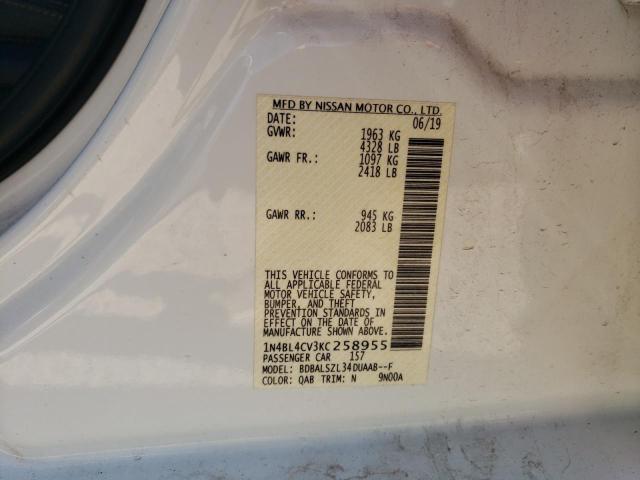 MFD BY NISSAN MOTOR CO., LTD.
DATE: 06/19
GVWR: 1963 KG
4328 LB
GAWR FR.: 1097 KG
2418 LB
GAWR RR.: 945 KG
2083 LB
THIS VEHICLE CONFORMS TO
ALL APPLICABLE FEDERAL
MOTOR VEHICLE SAFETY,
BUMPER, AND THEFT
PREVENTION STANDARDS IN
EFFECT ON THE DATE OF
MANUFACTURE SHOWN ABOVE.
1N4BL4CV3KC258955
PASSENGER CAR 157
MODEL: BDBALSZL34DUAAB--F
COLOR: QAB TRIM: N 9N00A